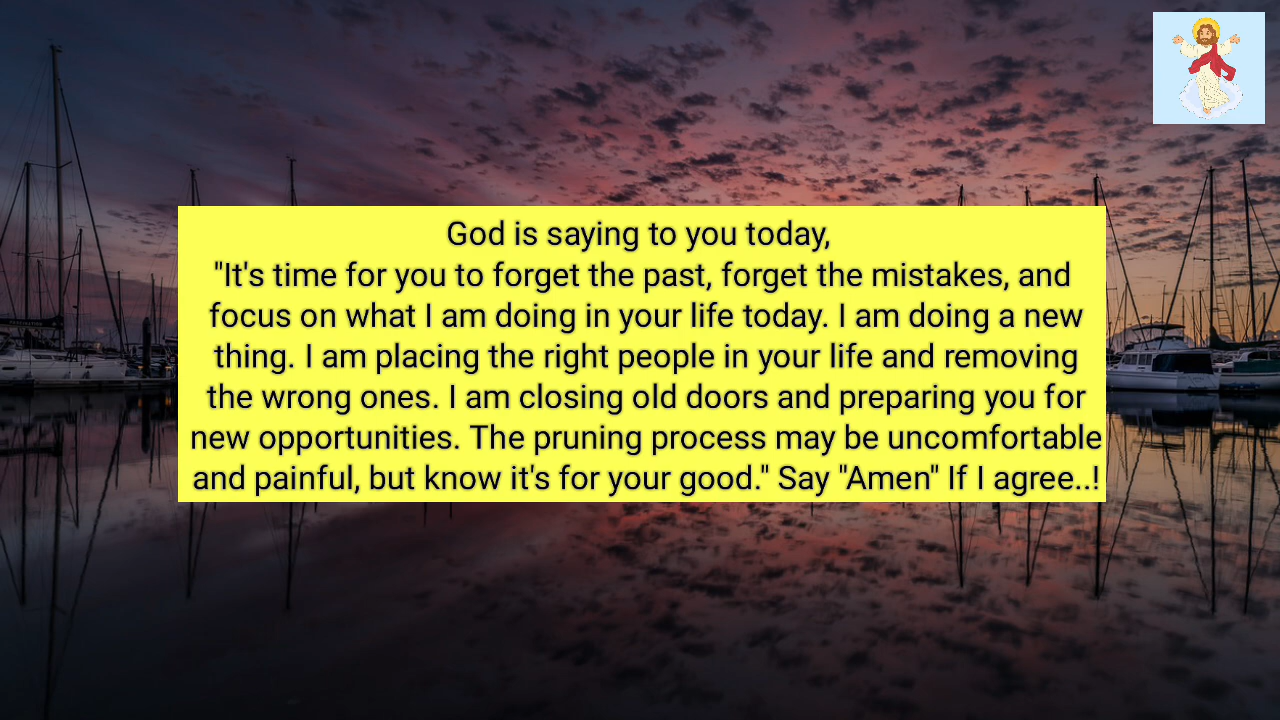 God is saying to you today,
"It's time for you to forget the past, forget the mistakes, and
focus on what I am doing in your life today. I am doing a new
thing. I am placing the right people in your life and removing
the wrong ones. I am closing old doors and preparing you for
new opportunities. The pruning process may be uncomfortable
and painful, but know it's for your good." Say "Amen" If I agree..!